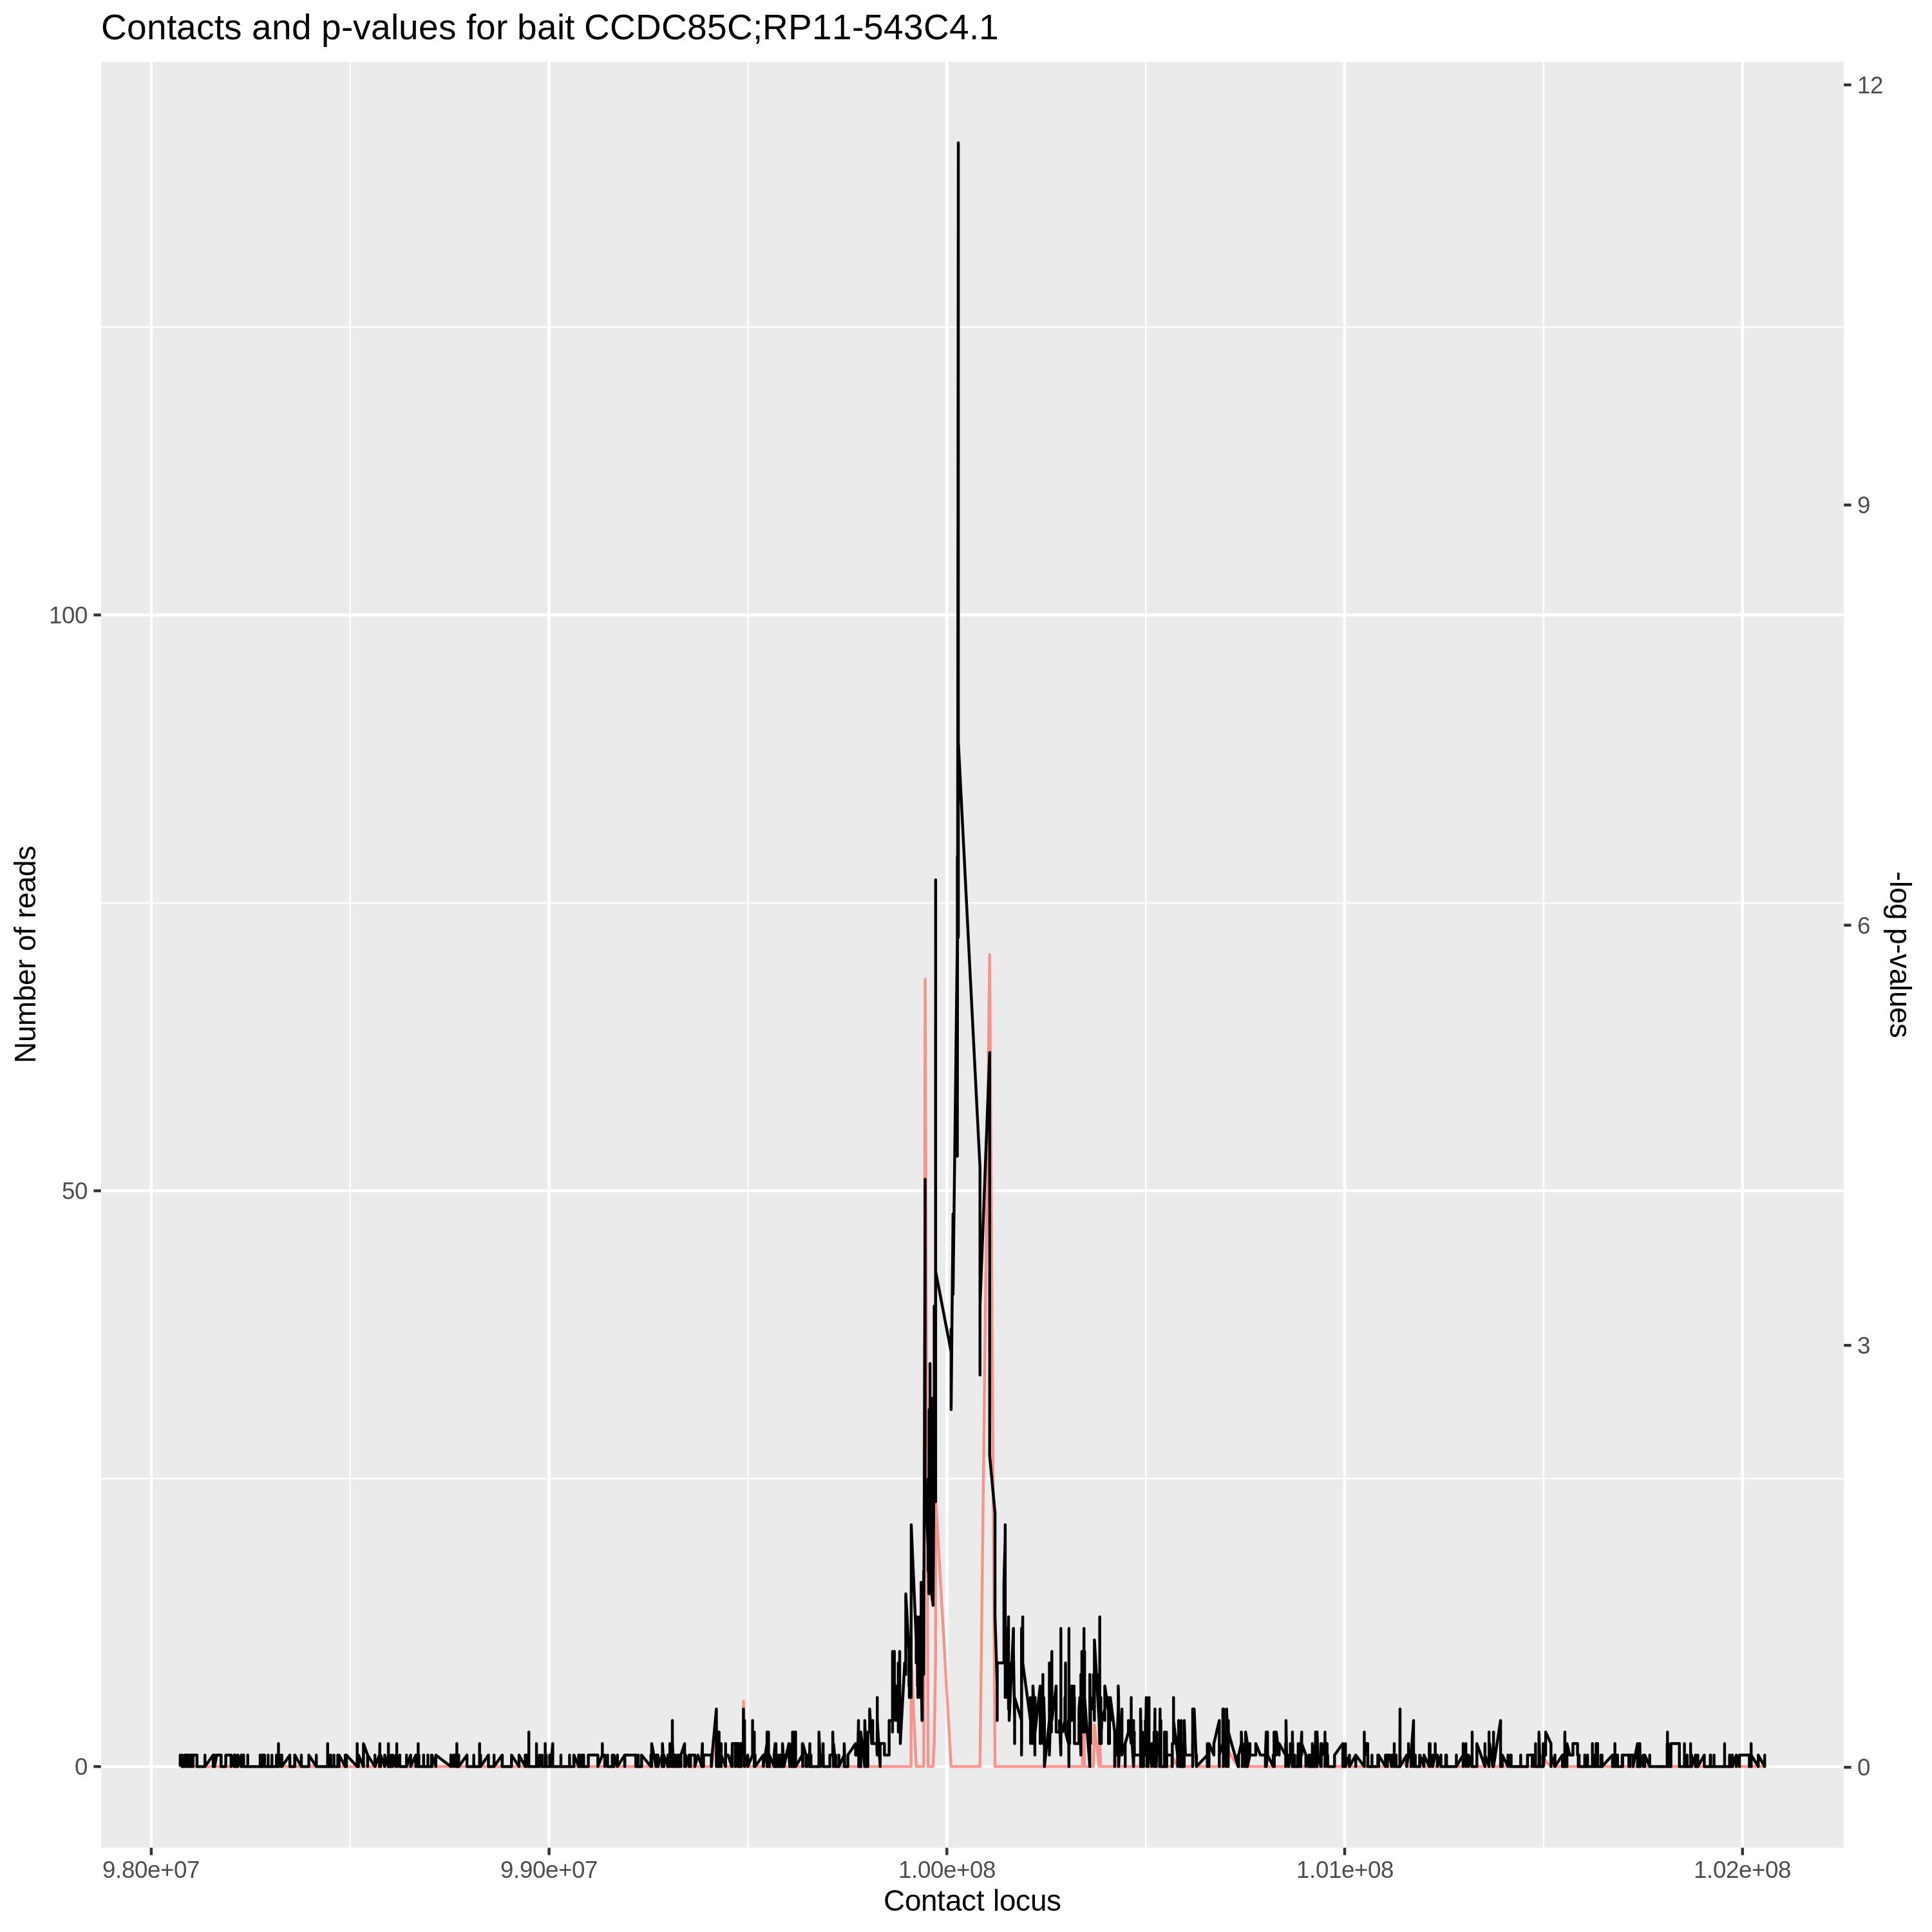 Contacts and p-values for bait CCDC85C;RP11-543C4.1
12
9
100
6
Number of reads
-log p-values
50
3
0
0
9.80e+07 9.90e+07 1.00e+08 1.01e+08 1.02e+08
Contact locus